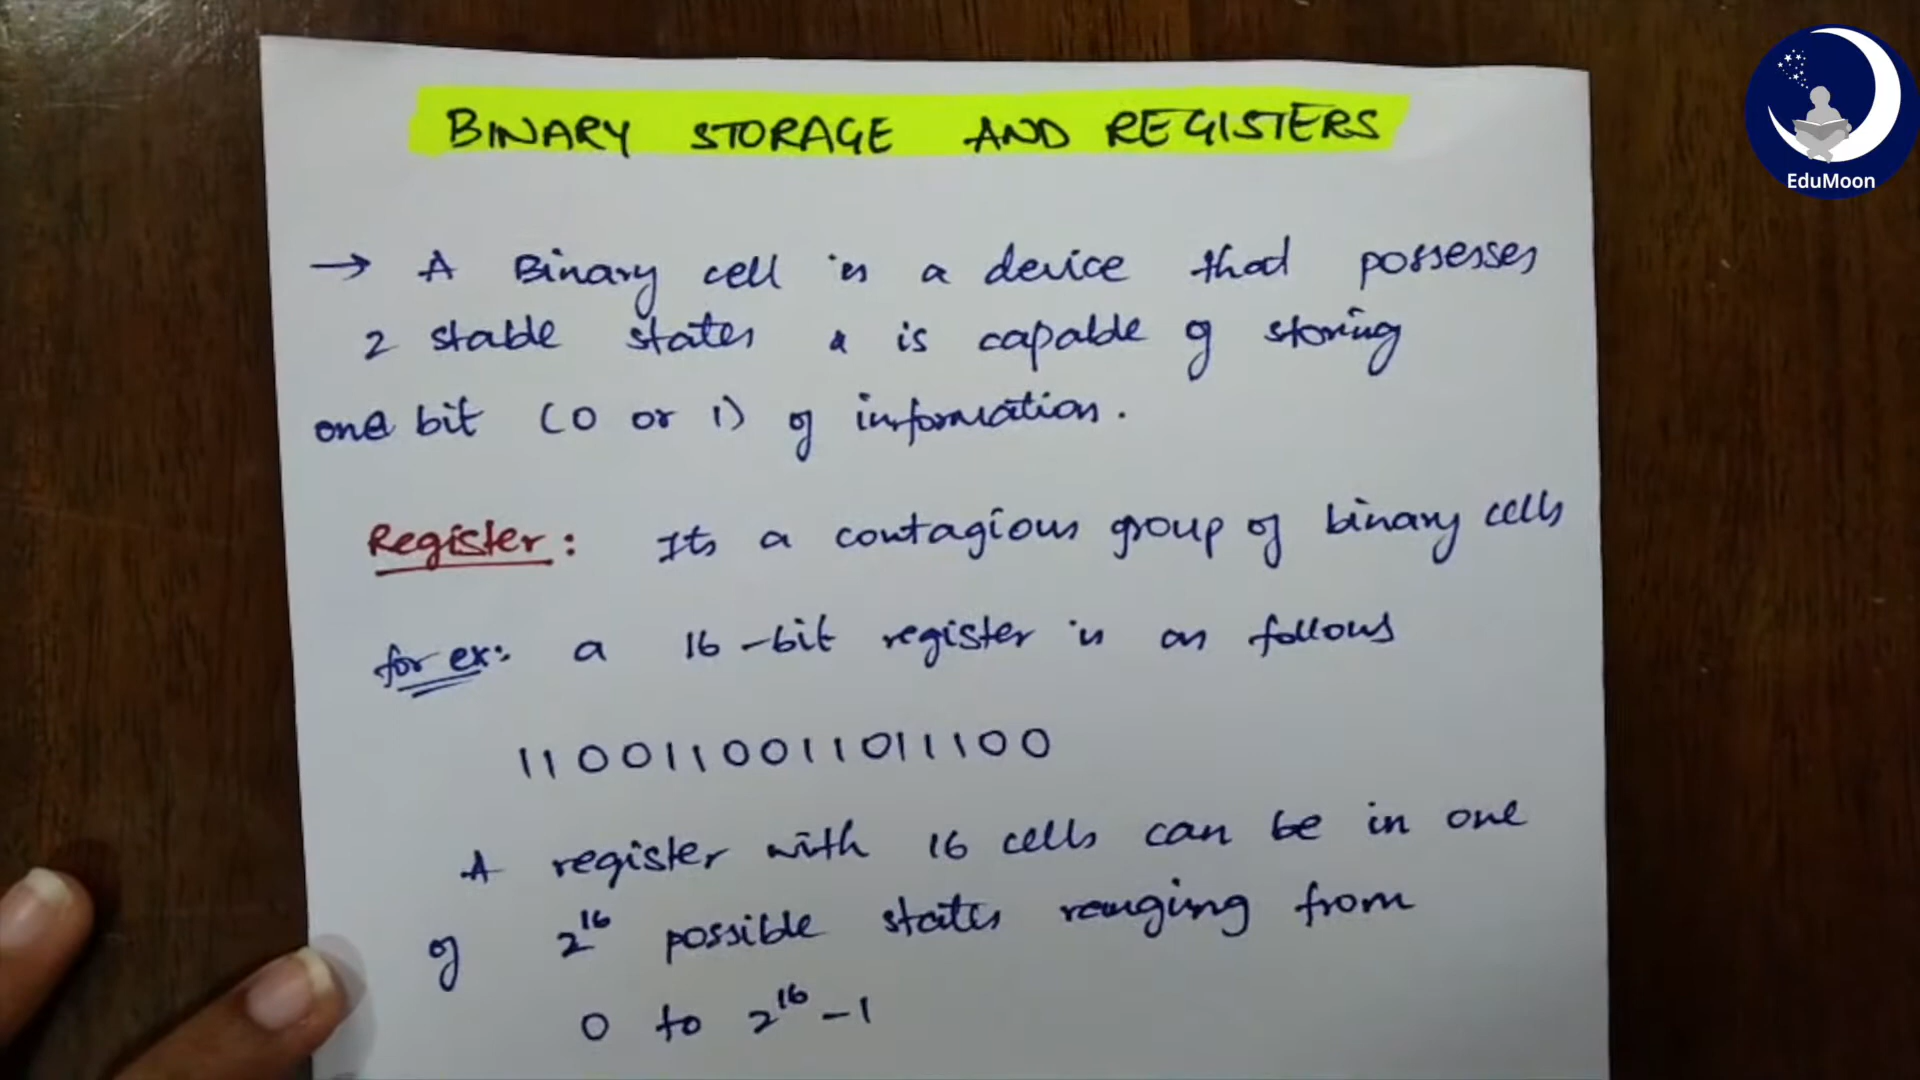 BINARY STORAGE AND REGISTERS
EduMoon
→ A Binary cell is a device that possesses
2 stable states & is capable of storing
one bit (0 or 1) of information.
Register: Its a contagious group of binary cells
for ex: a 16-bit register is as follows
1100110011011100
A register with 16 cells can be in one
of 2^16 possible states ranging from
0 to 2^16 - 1